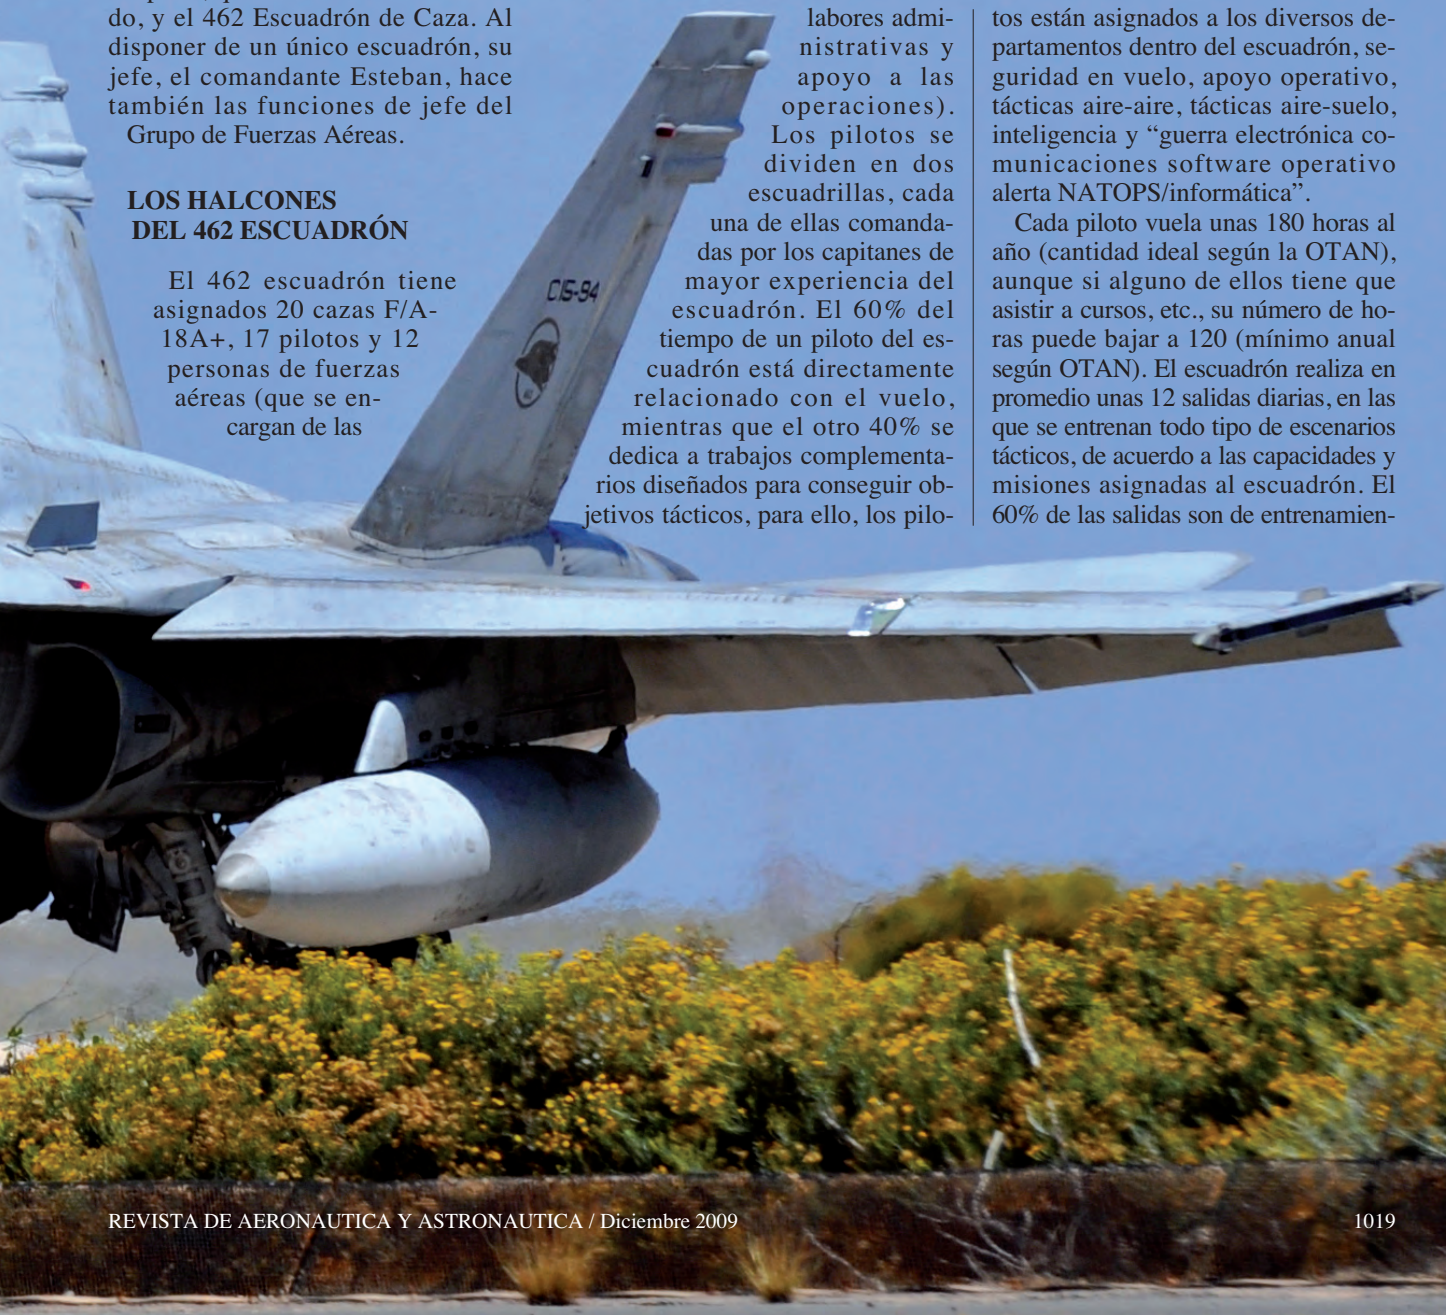 do, y el 462 Escuadrón de Caza. Al
disponer de un único escuadrón, su
jefe, el comandante Esteban, hace
también las funciones de jefe del
Grupo de Fuerzas Aéreas.
LOS HALCONES
DEL 462 ESCUADRÓN
El 462 escuadrón tiene
asignados 20 cazas F/A-
18A+, 17 pilotos y 12
personas de fuerzas
aéreas (que se en-
cargan de las
labores admi-
nistrativas y
apoyo a las
operaciones).
Los pilotos se
dividen en dos
escuadrillas, cada
una de ellas comanda-
das por los capitanes de
mayor experiencia del
escuadrón. El 60% del
tiempo de un piloto del es-
cuadrón está directamente
relacionado con el vuelo,
mientras que el otro 40% se
dedica a trabajos complementa-
rios diseñados para conseguir ob-
jetivos tácticos, para ello, los pilo-
tos están asignados a los diversos de-
partamentos dentro del escuadrón, se-
guridad en vuelo, apoyo operativo,
tácticas aire-aire, tácticas aire-suelo,
inteligencia y “guerra electrónica co-
municaciones software operativo
alerta NATOPS/informática”.
Cada piloto vuela unas 180 horas al
año (cantidad ideal según la OTAN),
aunque si alguno de ellos tiene que
asistir a cursos, etc., su número de ho-
ras puede bajar a 120 (mínimo anual
según OTAN). El escuadrón realiza en
promedio unas 12 salidas diarias, en las
que se entrenan todo tipo de escenarios
tácticos, de acuerdo a las capacidades y
misiones asignadas al escuadrón. El
60% de las salidas son de entrenamien-
C.15-94
REVISTA DE AERONAUTICA Y ASTRONAUTICA / Diciembre 2009
1019